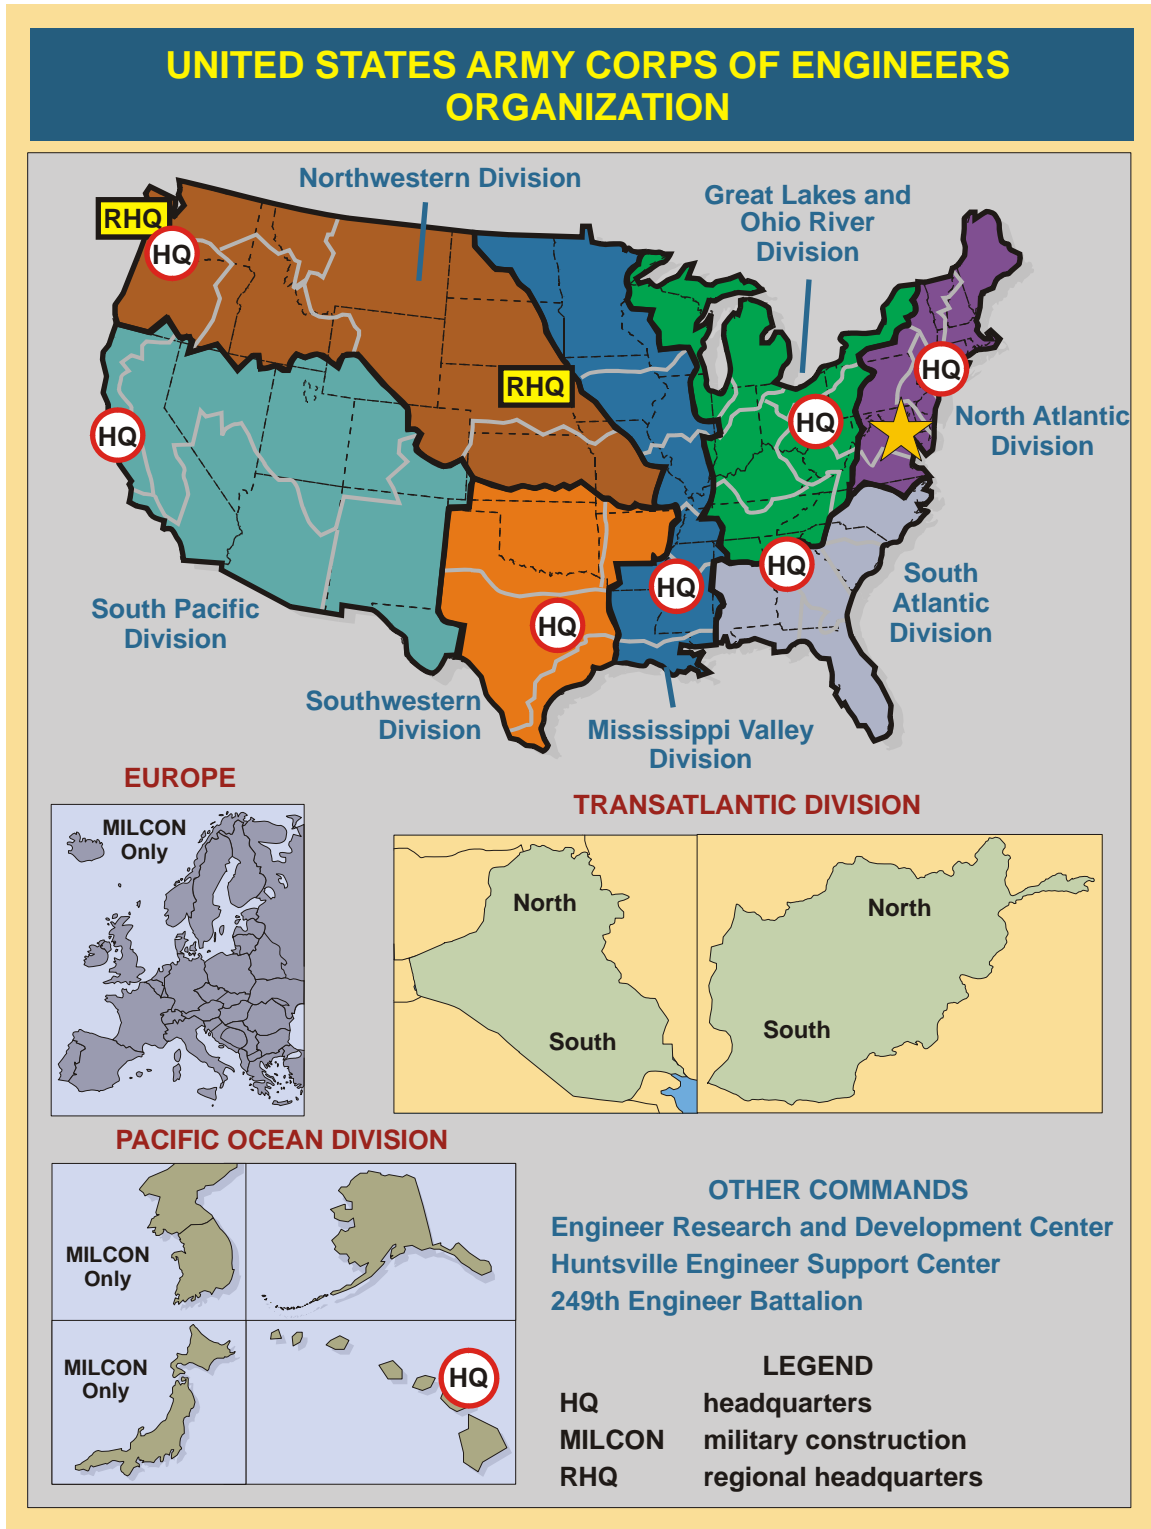 UNITED STATES ARMY CORPS OF ENGINEERS
ORGANIZATION
Northwestern Division
Great Lakes and
Ohio River
Division
RHQ
HQ
RHQ
HQ
HQ
HQ
North Atlantic
Division
HQ
HQ
HQ
South
Atlantic
Division
South Pacific
Division
Southwestern
Division
Mississippi Valley
Division
EUROPE
MILCON
Only
TRANSATLANTIC DIVISION
North
South
North
South
PACIFIC OCEAN DIVISION
MILCON
Only
MILCON
Only
HQ
OTHER COMMANDS
Engineer Research and Development Center
Huntsville Engineer Support Center
249th Engineer Battalion
LEGEND
HQ headquarters
MILCON military construction
RHQ regional headquarters